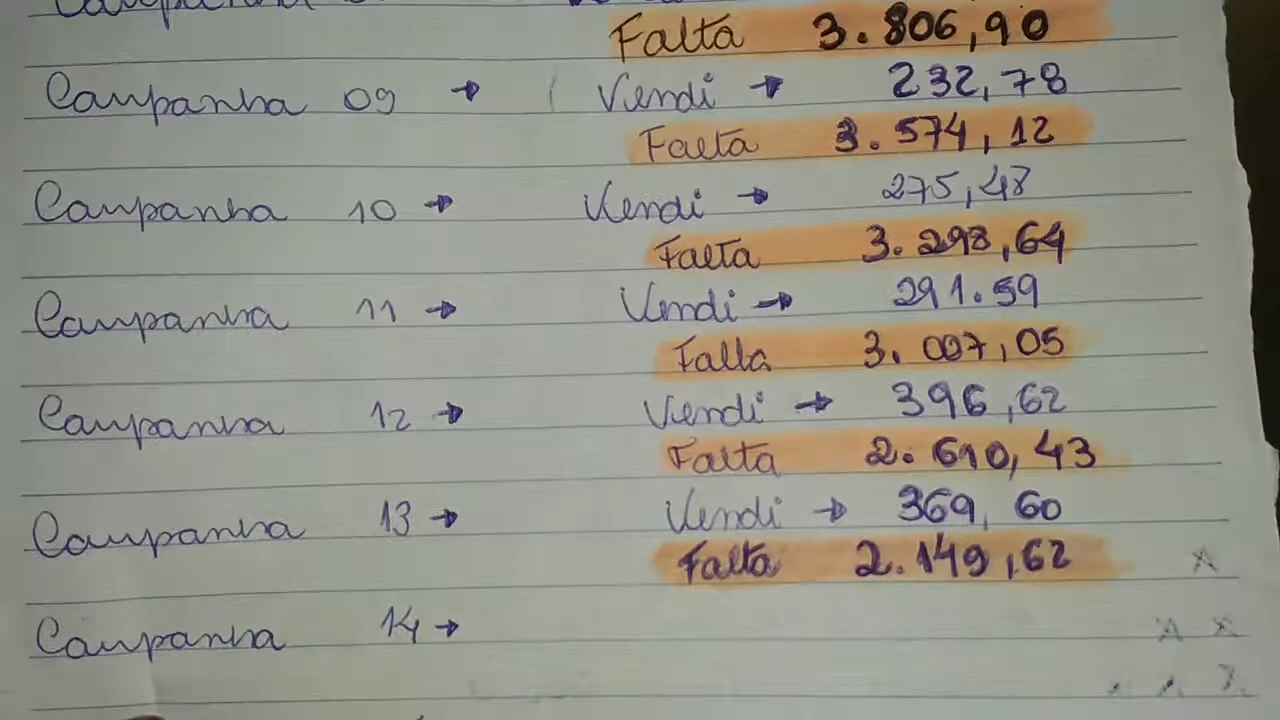 Falta 3.806,90
Campanha 09 → Vendi → 232,78
Falta 3.574,12
Campanha 10 → Vendi → 275,48
Falta 3.298,64
Campanha 11 → Vendi → 291.59
Falta 3.007,05
Campanha 12 → Vendi → 396,62
Falta 2.610,43
Campanha 13 → Vendi → 369,60
Falta 2.149,62
Campanha 14 →